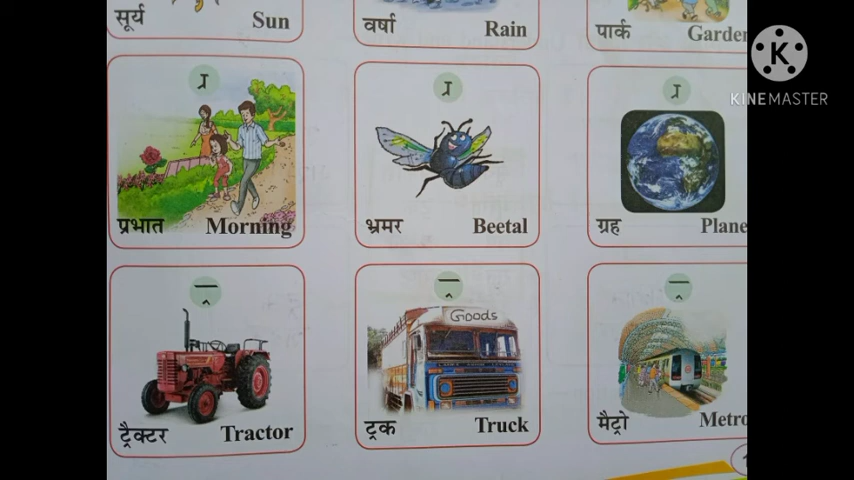 सूर्य Sun
वर्षा Rain
पार्क Garden
प्रभात Morning
भ्रमर Beetal
ग्रह Plane
ट्रैक्टर Tractor
Goods
ट्रक Truck
मैट्रो Metro
KINEMASTER